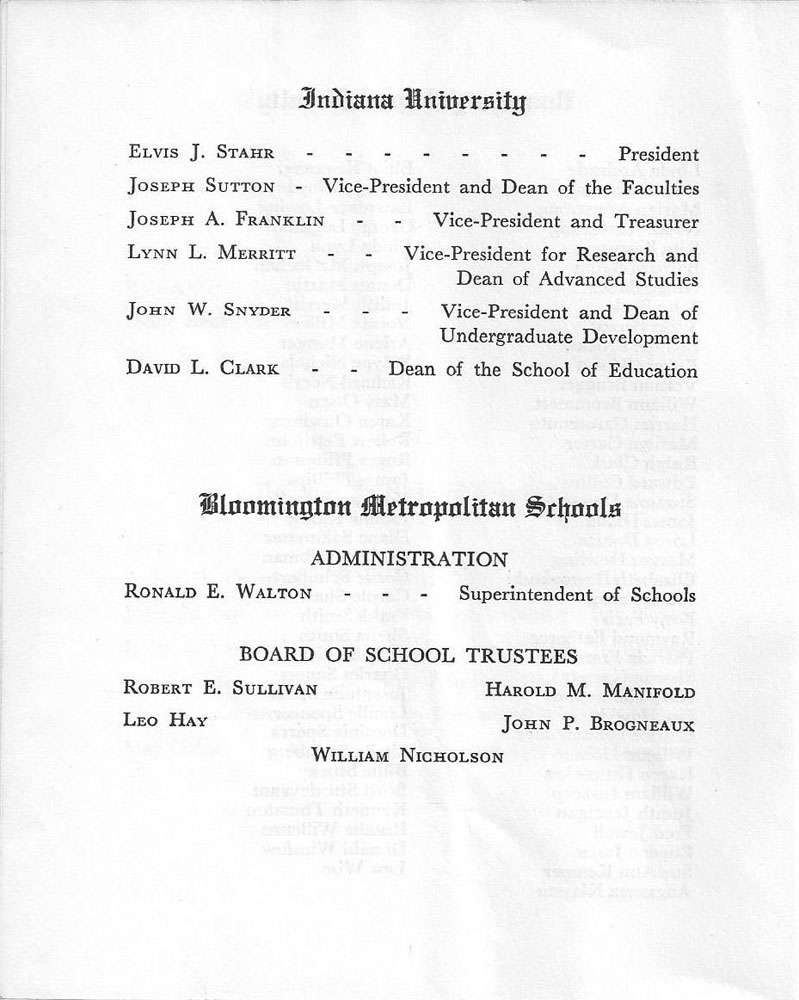 Indiana University
ELVIS J. STAHR - - - - - - - - President
JOSEPH SUTTON - Vice-President and Dean of the Faculties
JOSEPH A. FRANKLIN - - Vice-President and Treasurer
LYNN L. MERRITT - - Vice-President for Research and
Dean of Advanced Studies
JOHN W. SNYDER - - - Vice-President and Dean of
Undergraduate Development
DAVID L. CLARK - - Dean of the School of Education
Bloomington Metropolitan Schools
ADMINISTRATION
RONALD E. WALTON - - - Superintendent of Schools
BOARD OF SCHOOL TRUSTEES
ROBERT E. SULLIVAN HAROLD M. MANIFOLD
LEO HAY JOHN P. BROGNEAUX
WILLIAM NICHOLSON